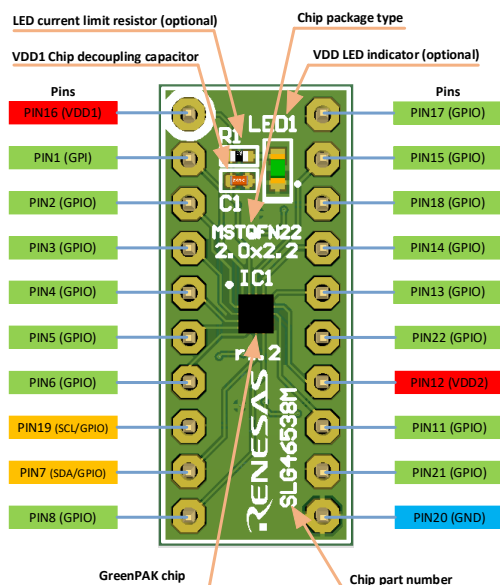 LED current limit resistor (optional)
Chip package type
VDD1 Chip decoupling capacitor
VDD LED indicator (optional)
Pins
Pins
PIN16 (VDD1)
PIN17 (GPIO)
LED1
R1
PIN1 (GPI)
PIN15 (GPIO)
PIN2 (GPIO)
C1
PIN18 (GPIO)
MSTQFN22
PIN3 (GPIO)
2.0x2.2
PIN14 (GPIO)
IC1
PIN4 (GPIO)
PIN13 (GPIO)
PIN5 (GPIO)
PIN22 (GPIO)
PIN6 (GPIO)
PIN12 (VDD2)
PIN19 (SCL/GPIO)
PIN11 (GPIO)
RENESAS
SLG46538M
PIN7 (SDA/GPIO)
PIN21 (GPIO)
PIN8 (GPIO)
PIN20 (GND)
GreenPAK chip
Chip part number